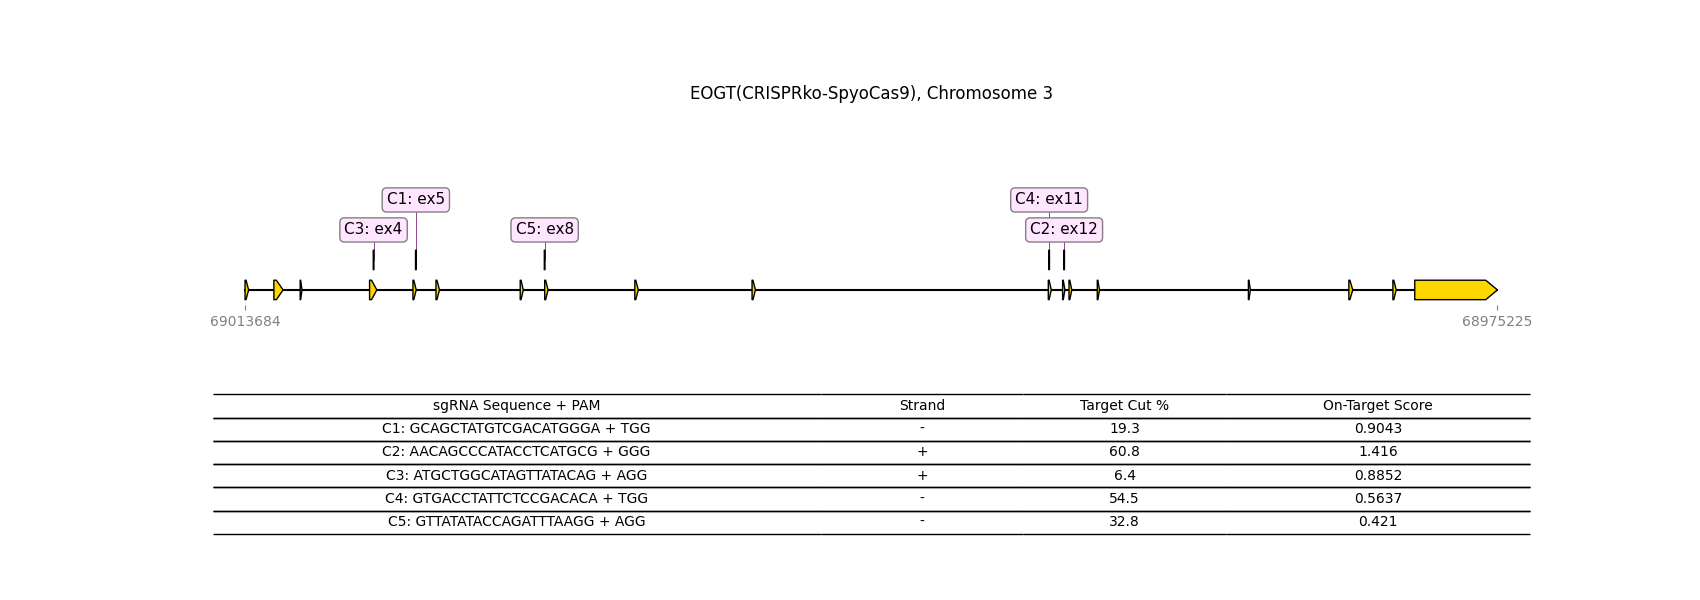 EOGT(CRISPRko-SpyoCas9), Chromosome 3
C1: ex5
C4: ex11
C3: ex4
C5: ex8
C2: ex12
69013684
68975225
sgRNA Sequence + PAM Strand Target Cut % On-Target Score
C1: GCAGCTATGTCGACATGGGA + TGG - 19.3 0.9043
C2: AACAGCCCATACCTCATGCG + GGG + 60.8 1.416
C3: ATGCTGGCATAGTTATACAG + AGG + 6.4 0.8852
C4: GTGACCTATTCTCCGACACA + TGG - 54.5 0.5637
C5: GTTATATACCAGATTTAAGG + AGG - 32.8 0.421